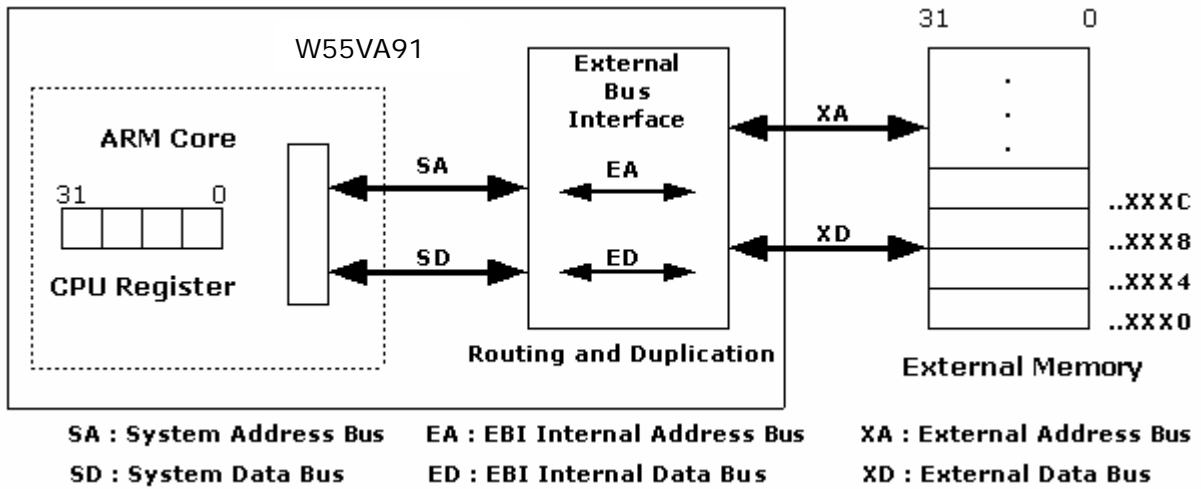 31 0
W55VA91
External
Bus
Interface
ARM Core
31 0
CPU Register
SA
SD
EA
ED
XA
XD
.
.
.
..XXXC
..XXX8
..XXX4
..XXX0
Routing and Duplication
External Memory
SA : System Address Bus EA : EBI Internal Address Bus XA : External Address Bus
SD : System Data Bus ED : EBI Internal Data Bus XD : External Data Bus